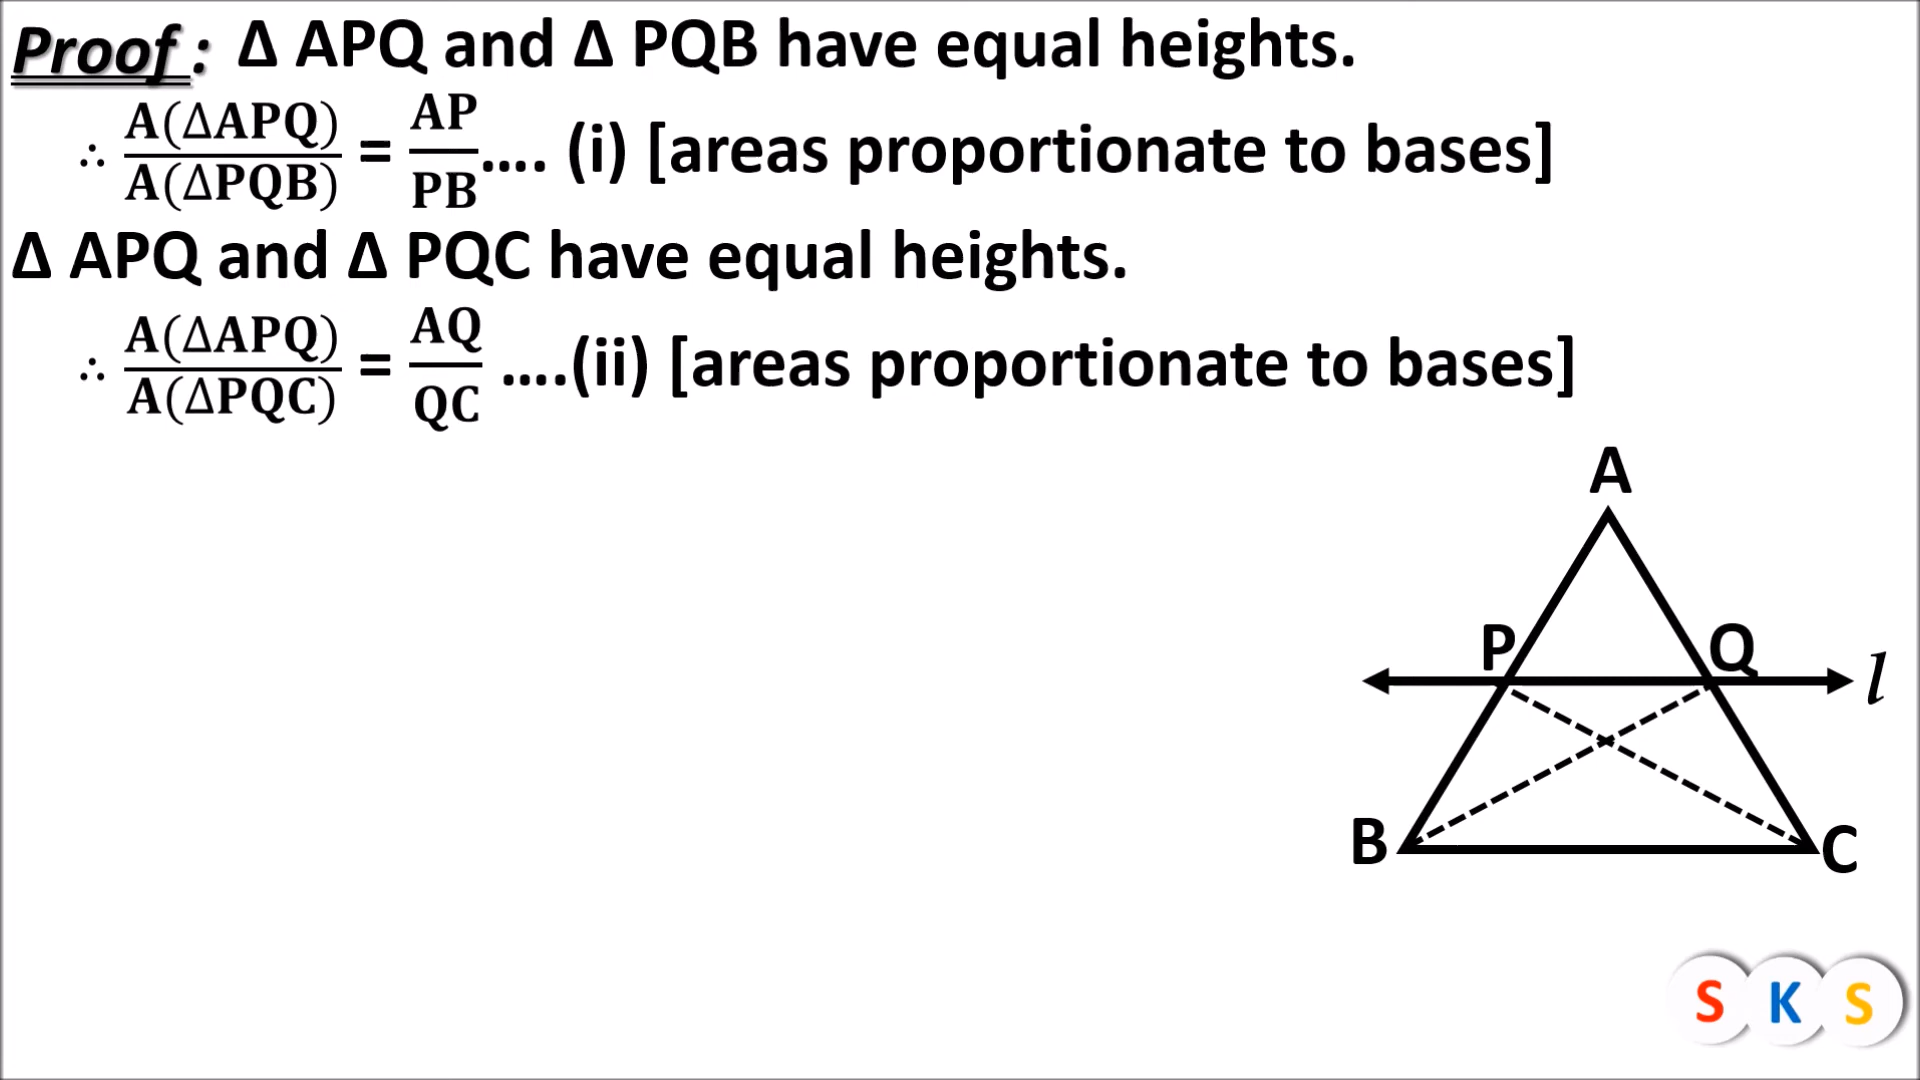 Proof : Δ APQ and Δ PQB have equal heights.
∴ A(ΔAPQ)/A(ΔPQB) = AP/PB…. (i) [areas proportionate to bases]
Δ APQ and Δ PQC have equal heights.
∴ A(ΔAPQ)/A(ΔPQC) = AQ/QC ….(ii) [areas proportionate to bases]
A
P Q
l
B C
S K S